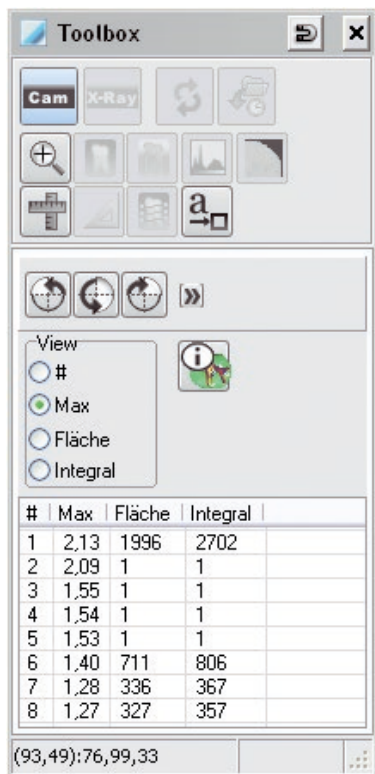 Toolbox
Cam X-Ray
a
View
#
Max
Fläche
Integral
# Max Fläche Integral
1 2,13 1996 2702
2 2,09 1 1
3 1,55 1 1
4 1,54 1 1
5 1,53 1 1
6 1,40 711 806
7 1,28 336 367
8 1,27 327 357
(93,49):76,99,33